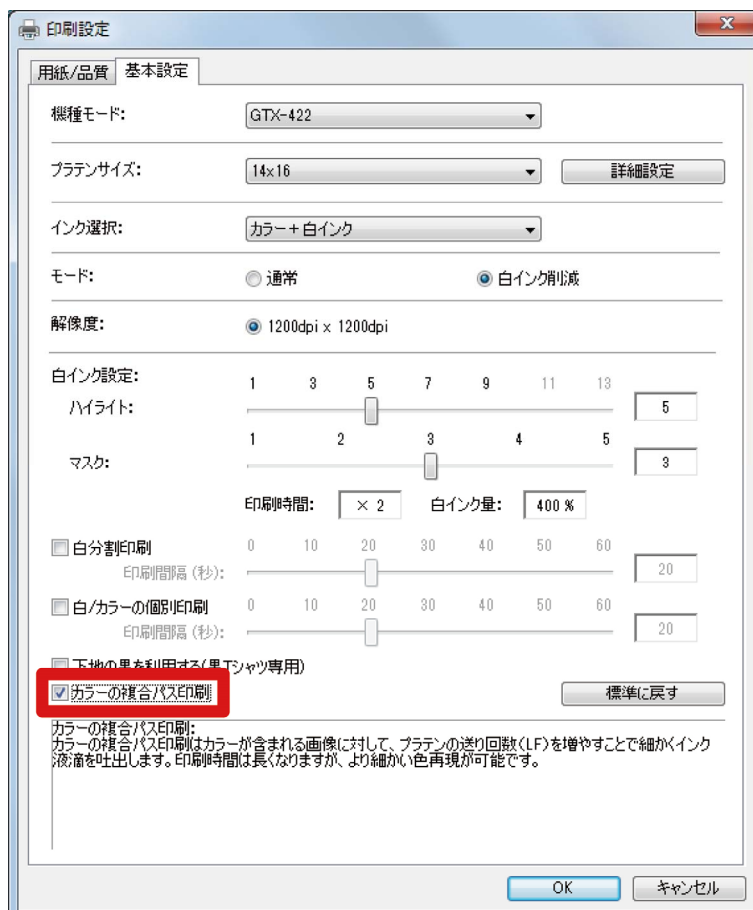 印刷設定
用紙/品質 基本設定
機種モード: GTX-422
プラテンサイズ: 14x16 詳細設定
インク選択: カラー+白インク
モード: 通常 白インク削減
解像度: 1200dpi x 1200dpi
白インク設定: 1 3 5 7 9 11 13
ハイライト: 5
1 2 3 4 5
マスク: 3
印刷時間: × 2 白インク量: 400 %
白分割印刷 0 10 20 30 40 50 60
印刷間隔 (秒): 20
白/カラーの個別印刷 0 10 20 30 40 50 60
印刷間隔 (秒): 20
下地の黒を利用する(黒Tシャツ専用)
カラーの複合パス印刷 標準に戻す
カラーの複合パス印刷:
カラーの複合パス印刷はカラーが含まれる画像に対して、プラテンの送り回数(LF)を増やすことで細かくインク
液滴を吐出します。印刷時間は長くなりますが、より細かい色再現が可能です。
OK キャンセル